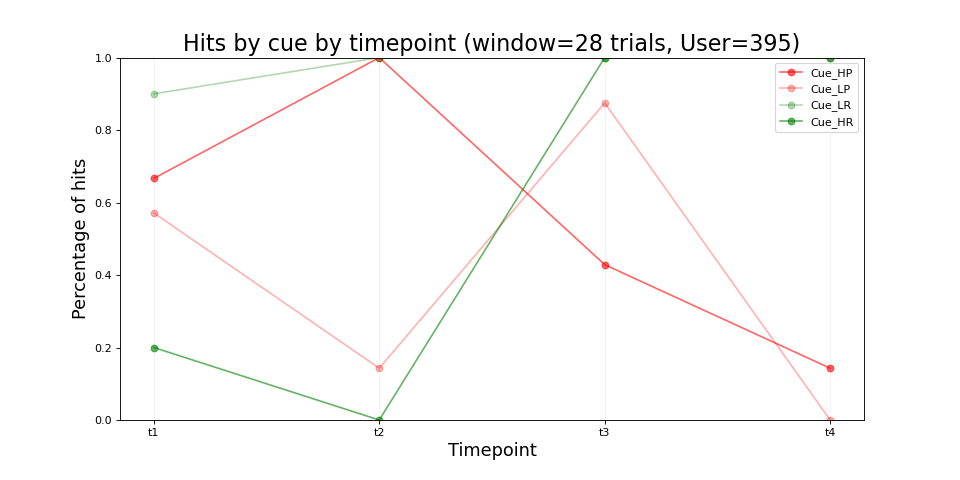 Hits by cue by timepoint (window=28 trials, User=395)
Percentage of hits
1.0
0.8
0.6
0.4
0.2
0.0
Cue_HP
Cue_LP
Cue_LR
Cue_HR
t1 t2 t3 t4
Timepoint